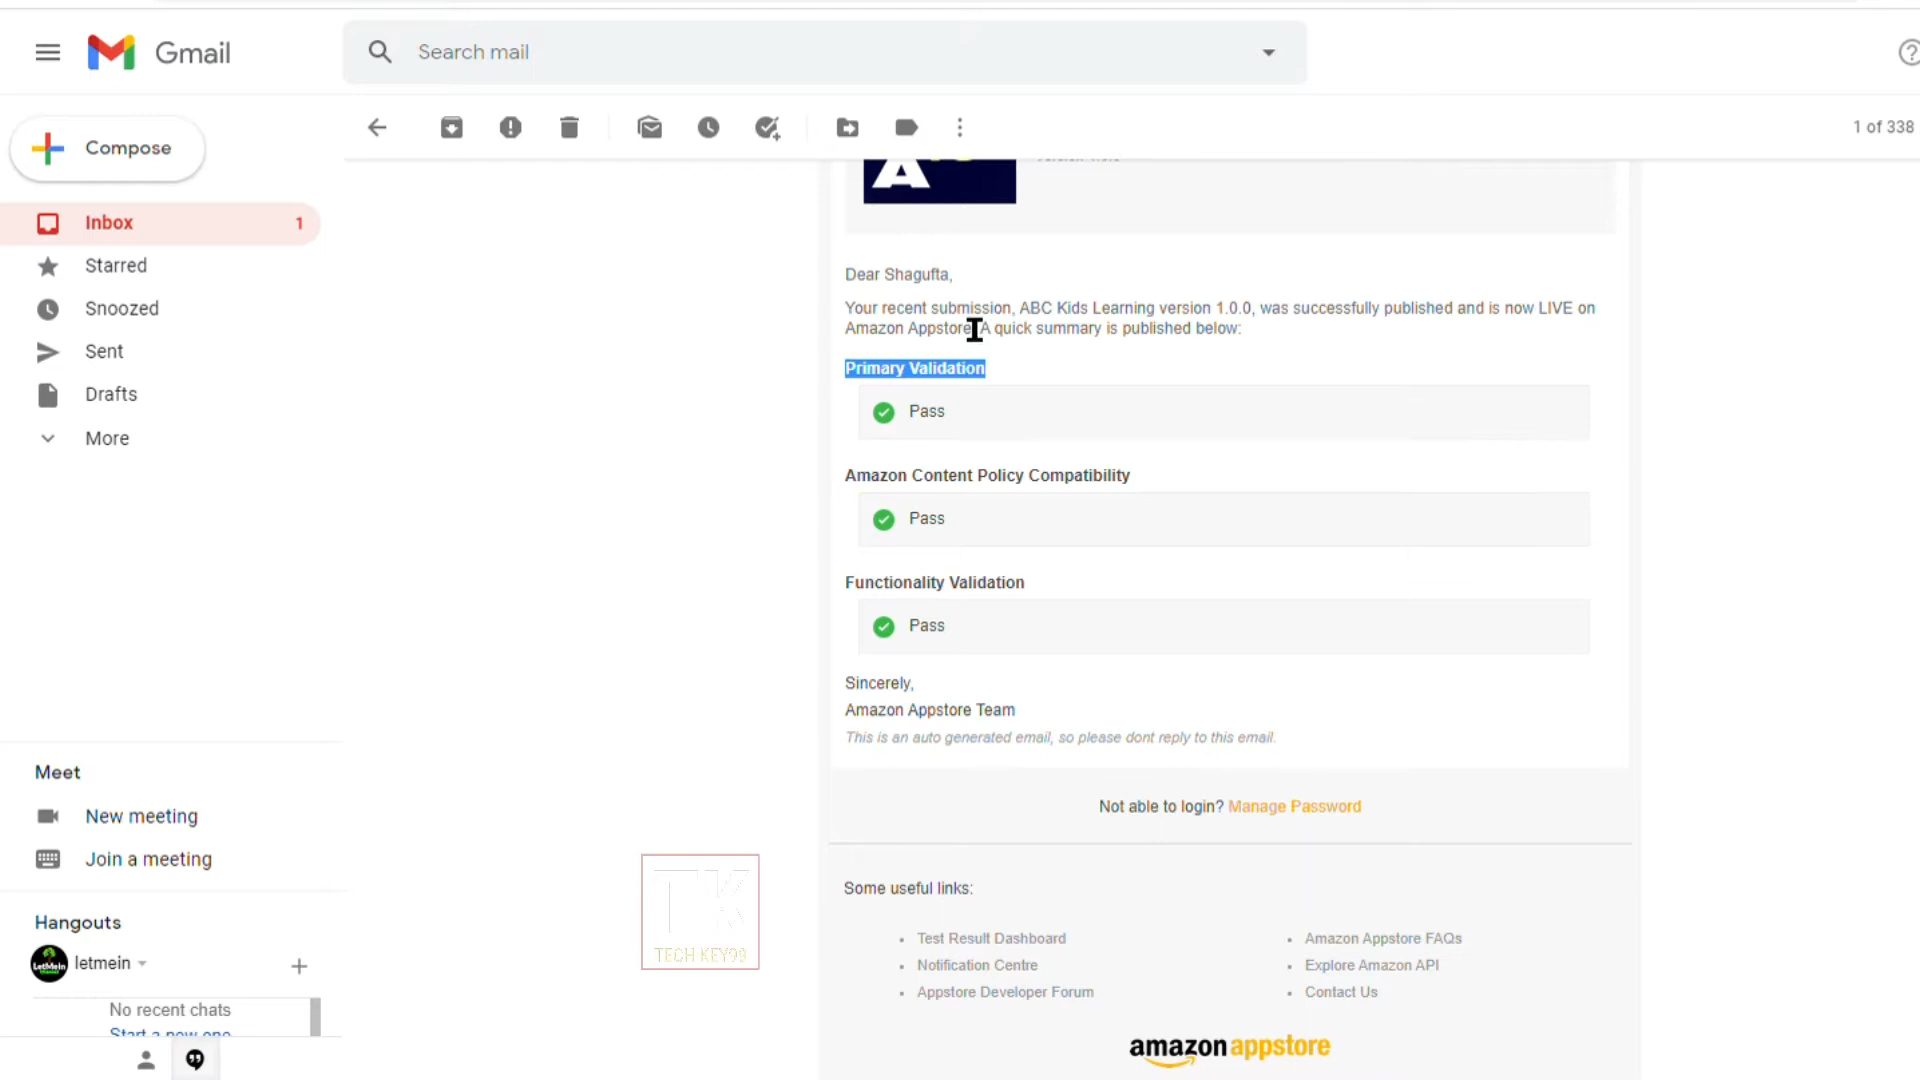 Gmail
Search mail
Compose
1 of 338
Inbox 1
Starred
Snoozed
Sent
Drafts
More
Dear Shagufta,
Your recent submission, ABC Kids Learning version 1.0.0, was successfully published and is now LIVE on
Amazon Appstore. A quick summary is published below:
Primary Validation
Pass
Amazon Content Policy Compatibility
Pass
Functionality Validation
Pass
Sincerely,
Amazon Appstore Team
This is an auto generated email, so please dont reply to this email.
Not able to login? Manage Password
Some useful links:
Test Result Dashboard
Notification Centre
Appstore Developer Forum
Amazon Appstore FAQs
Explore Amazon API
Contact Us
amazon appstore
Meet
New meeting
Join a meeting
Hangouts
LetMeIn
letmein
No recent chats
Start a new one
TK
TECH KEY99